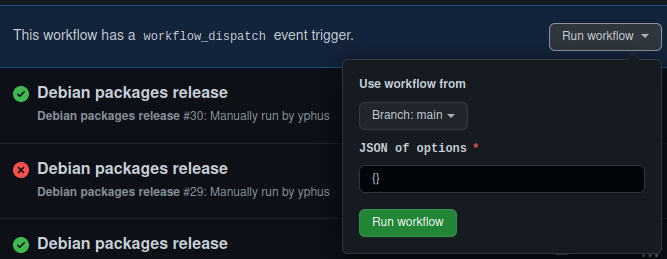 This workflow has a workflow_dispatch event trigger.
Run workflow
Debian packages release
Debian packages release #30: Manually run by yphus
Debian packages release
Debian packages release #29: Manually run by yphus
Debian packages release
Use workflow from
Branch: main
JSON of options *
{}
Run workflow